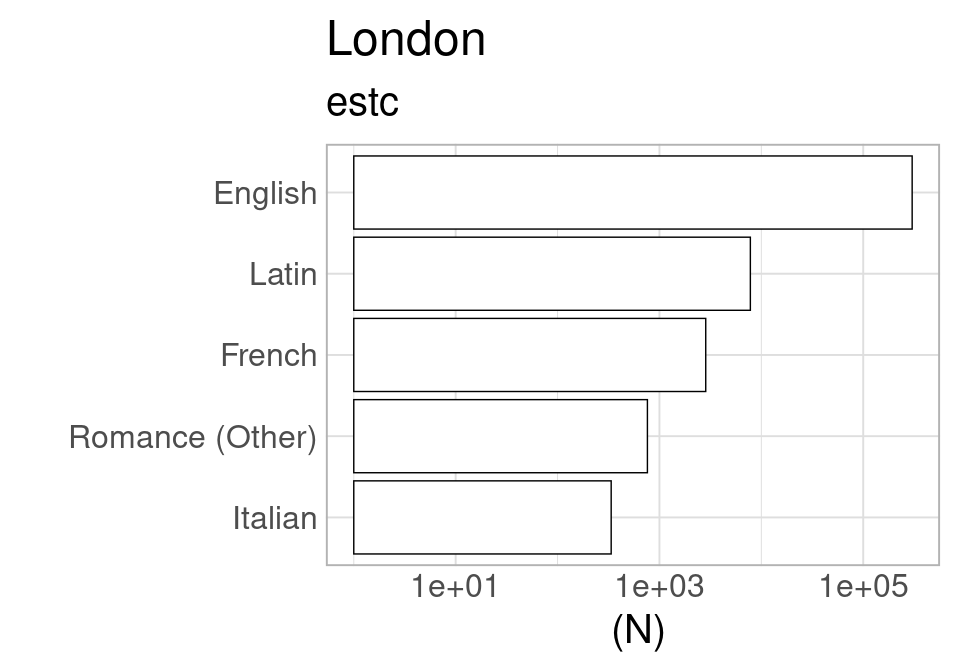 London
estc
English
Latin
French
Romance (Other)
Italian
1e+01 1e+03 1e+05
(N)